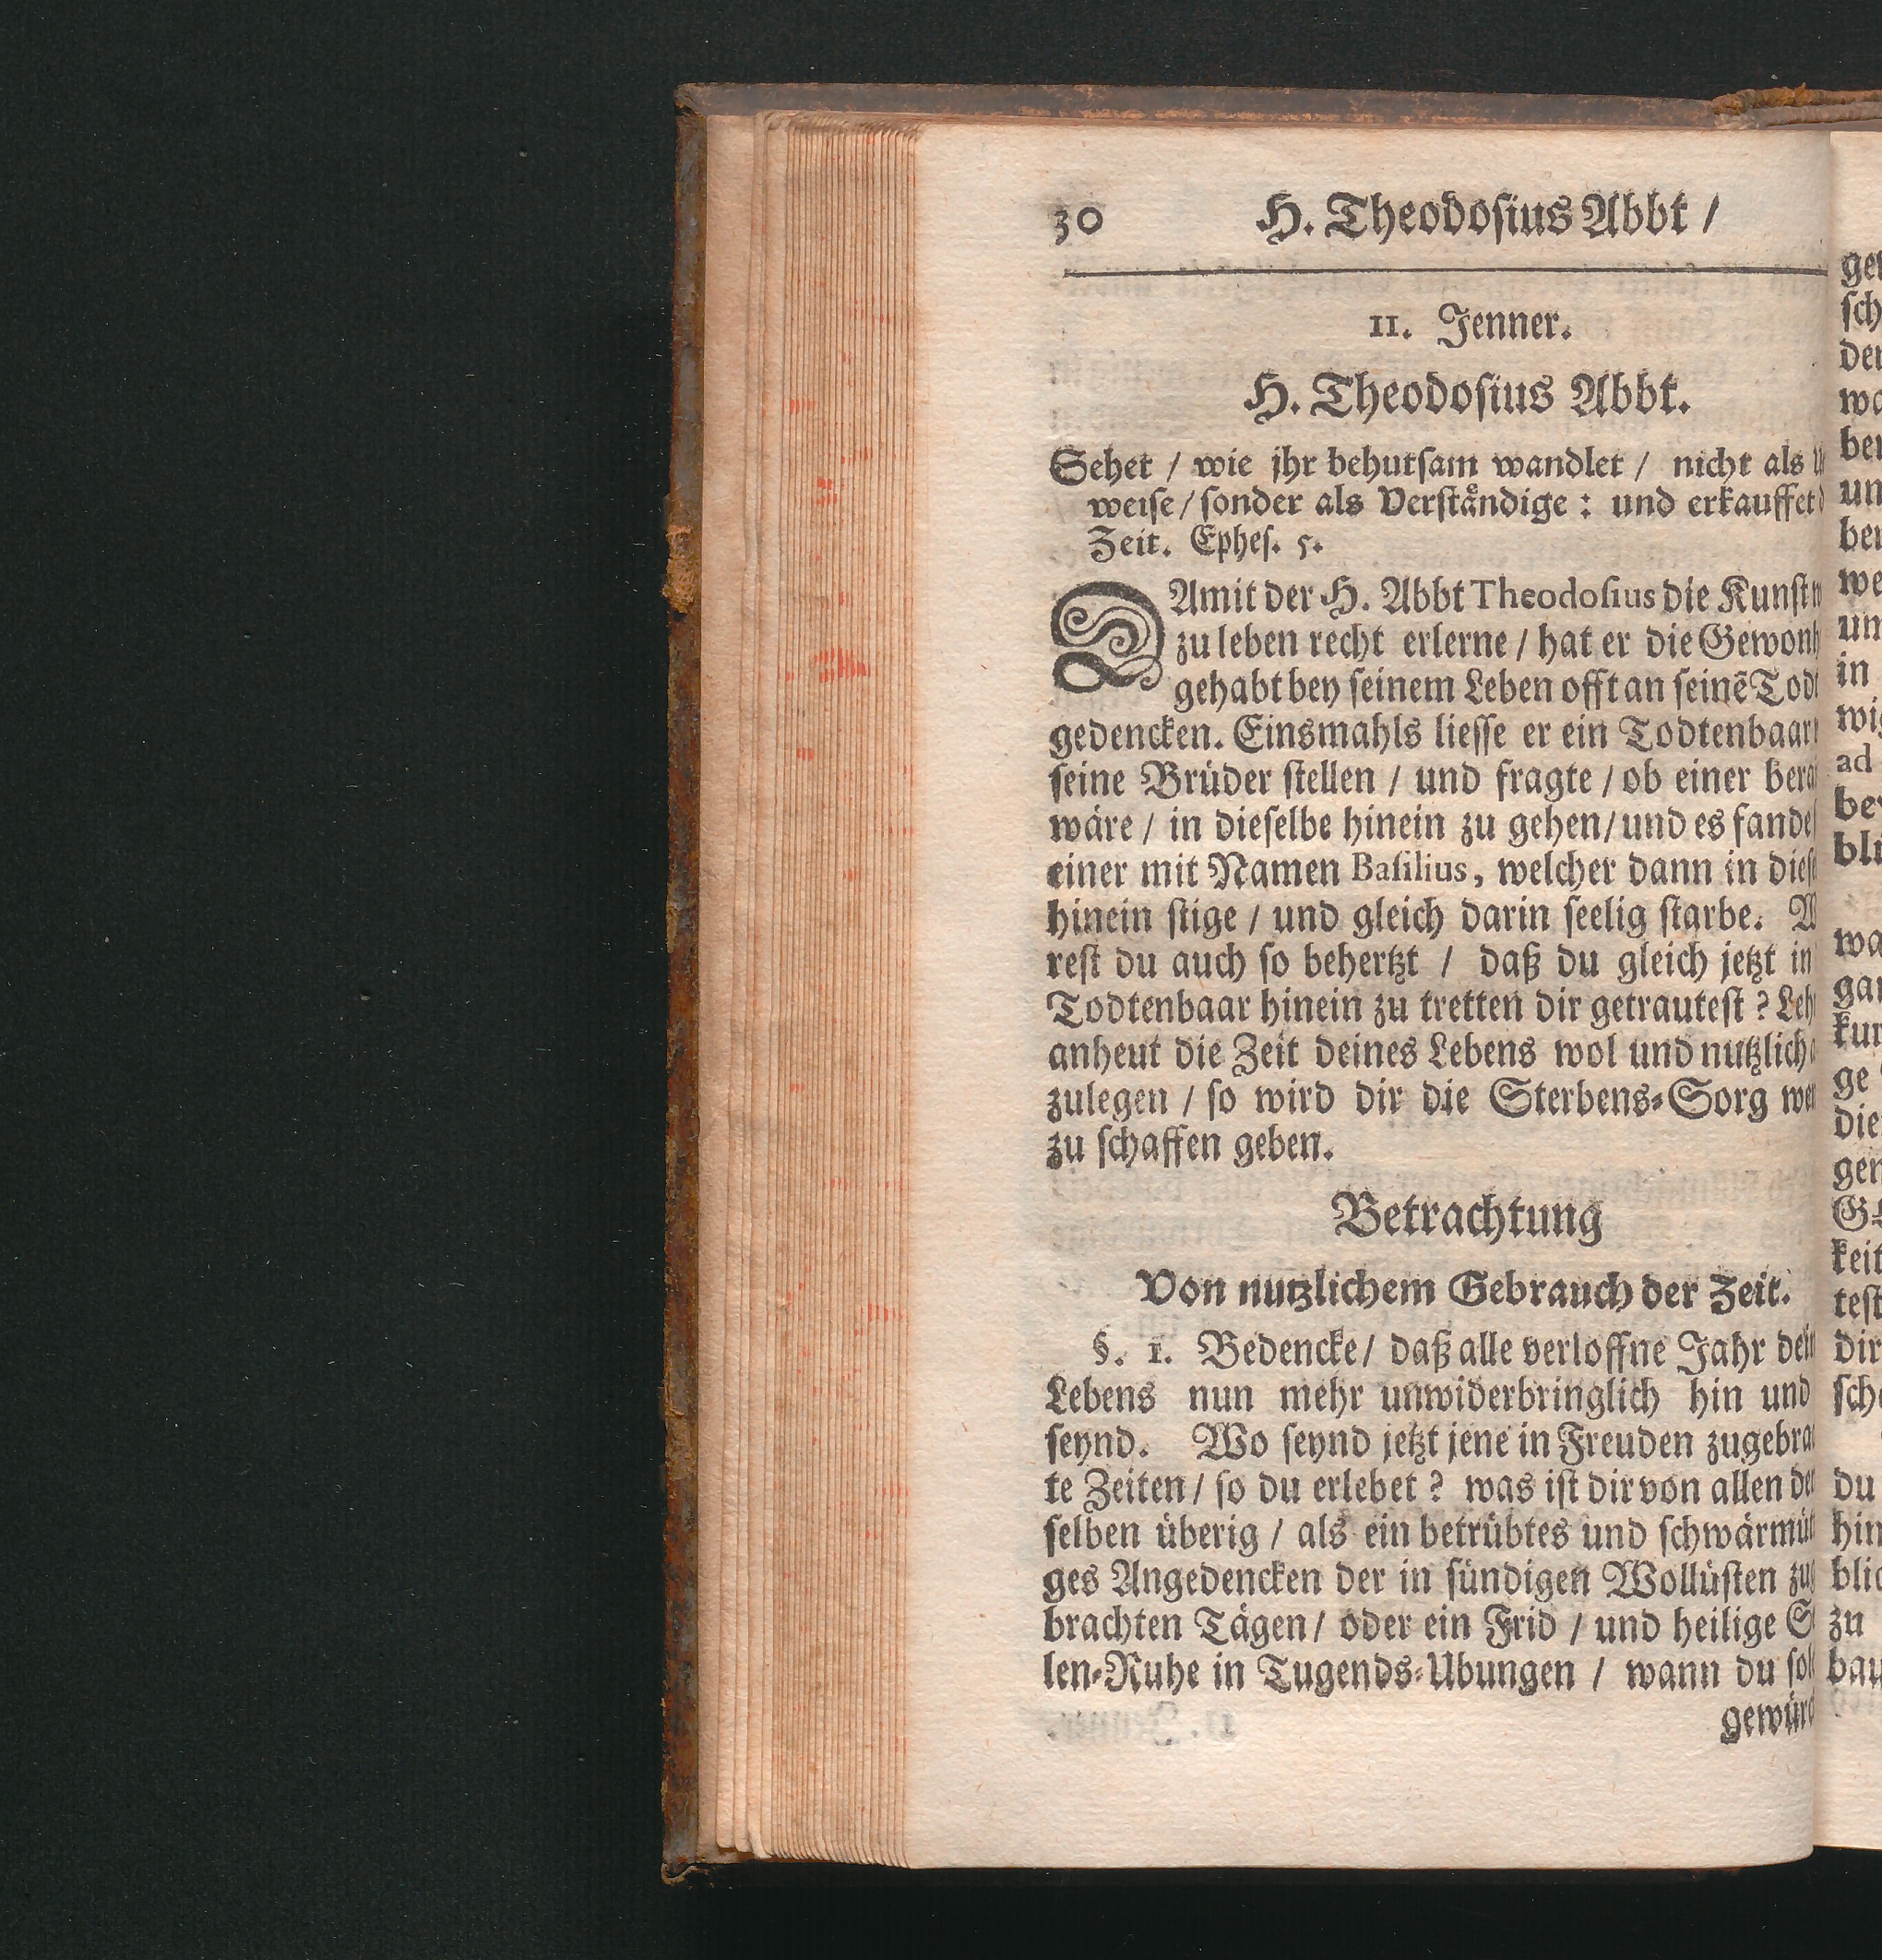 30 H. Theodosius Abbt /
11. Jenner.
H. Theodosius Abbt.
Sehet / wie jhr behutsam wandlet / nicht als
weise / sonder als Verständige : und erkauffet
Zeit. Ephes. 5.
DAmit der H. Abbt Theodosius die Kunst
zu leben recht erlerne / hat er die Gewon
gehabt bey seinem Leben offt an seinẽ Tod
gedencken. Einsmahls liesse er ein Todtenbaar
seine Brüder stellen / und fragte / ob einer
wäre / in dieselbe hinein zu gehen / und es fande
einer mit Namen Basilius, welcher dann in
hinein stige / und gleich darin seelig starbe.
rest du auch so behertzt / daß du gleich jetzt in
Todtenbaar hinein zu tretten dir getrautest ?
anheut die Zeit deines Lebens wol und nutzlich
zulegen / so wird dir die Sterbens-Sorg
zu schaffen geben.
Betrachtung
Von nutzlichem Gebrauch der Zeit.
§. 1. Bedencke / daß alle verloffne Jahr
Lebens nun mehr unwiderbringlich hin und
seynd. Wo seynd jetzt jene in Freuden zugebra
te Zeiten / so du erlebet ? was ist dir von allen
selben überig / als ein betrübtes und schwärmü
ges Angedencken der in sündigen Wollüsten
brachten Tägen / oder ein Frid / und heilige
len-Ruhe in Tugends-Ubungen / wann du
gewür
ad
in
du
zu